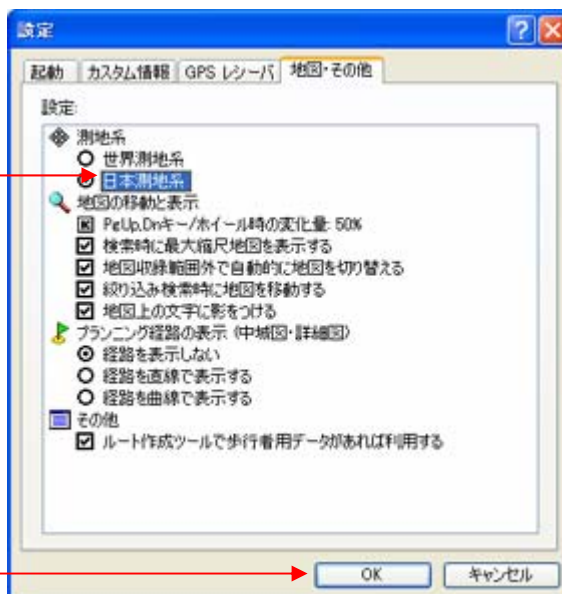 設定
起動 カスタム情報 GPS レシーバ 地図・その他
設定:
測地系
世界測地系
日本測地系
地図の移動と表示
PgUp,Dnキー/ホイール時の変化量: 50%
検索時に最大縮尺地図を表示する
地図収録範囲外で自動的に地図を切り替える
絞り込み検索時に地図を移動する
地図上の文字に影をつける
プランニング経路の表示 (中域図・詳細図)
経路を表示しない
経路を直線で表示する
経路を曲線で表示する
その他
ルート作成ツールで歩行者用データがあれば利用する
OK キャンセル